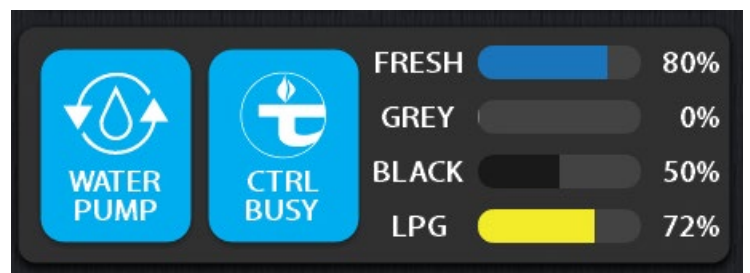 WATER
PUMP
CTRL
BUSY
FRESH 80%
GREY 0%
BLACK 50%
LPG 72%